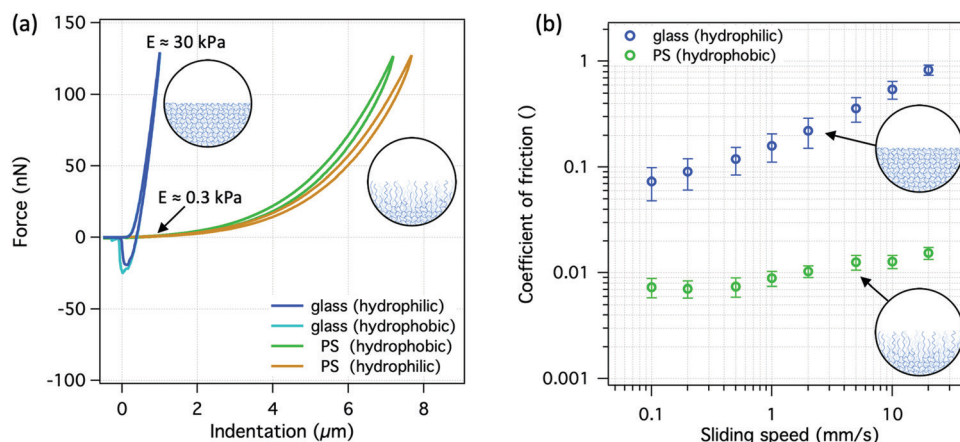 (a)
150
100
50
0
-50
-100
Force (nN)
E ≈ 30 kPa
E ≈ 0.3 kPa
glass (hydrophilic)
glass (hydrophobic)
PS (hydrophobic)
PS (hydrophilic)
0 2 4 6 8
Indentation (µm)
(b)
glass (hydrophilic)
PS (hydrophobic)
1
0.1
0.01
0.001
Coefficient of friction ()
0.1 1 10
Sliding speed (mm/s)